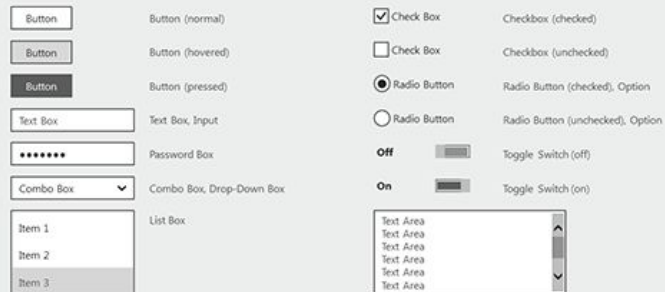 Button Button (normal)
Button Button (hovered)
Button Button (pressed)
Text Box Text Box, Input
••••••• Password Box
Combo Box Combo Box, Drop-Down Box
Item 1 List Box
Item 2
Item 3
Check Box Checkbox (checked)
Check Box Checkbox (unchecked)
Radio Button Radio Button (checked), Option
Radio Button Radio Button (unchecked), Option
Off Toggle Switch (off)
On Toggle Switch (on)
Text Area
Text Area
Text Area
Text Area
Text Area
Text Area